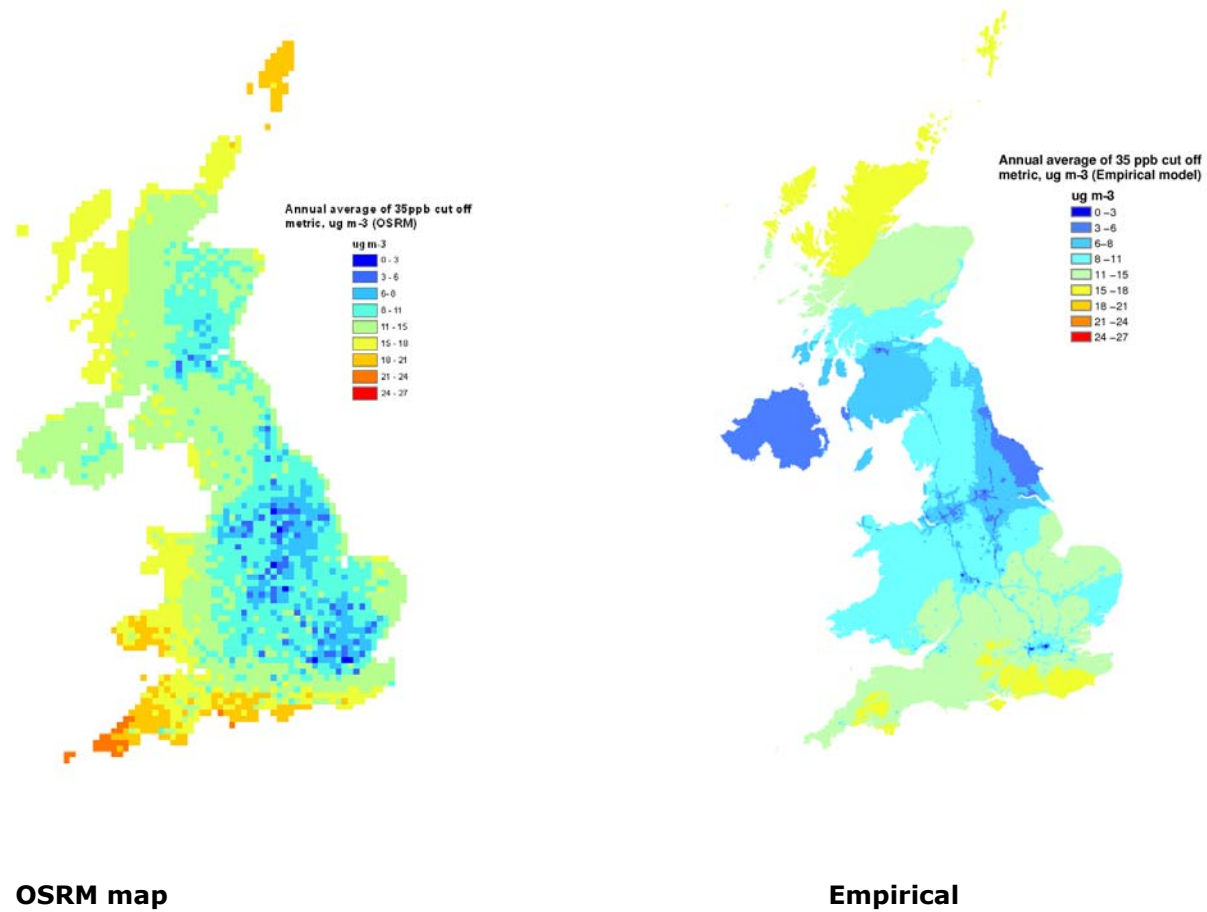 Annual average of 35ppb cut off
metric, ug m-3 (OSRM)
ug m-3
0 - 3
3 - 6
6-8
8 - 11
11 - 15
15 - 18
18 - 21
21 - 24
24 - 27
Annual average of 35 ppb cut off
metric, ug m-3 (Empirical model)
ug m-3
0 –3
3 –6
6–8
8 –11
11 –15
15 –18
18 –21
21 –24
24 –27
OSRM map
Empirical